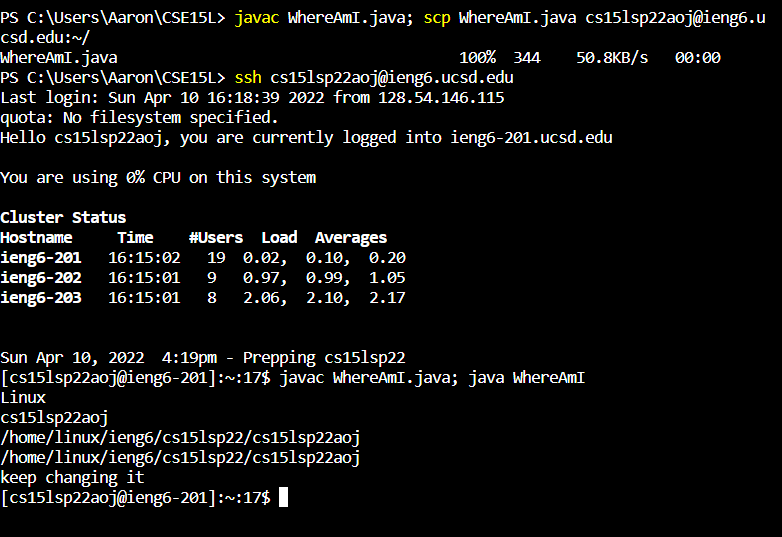 PS C:\Users\Aaron\CSE15L> javac WhereAmI.java; scp WhereAmI.java cs15lsp22aoj@ieng6.u
csd.edu:~/
WhereAmI.java 100% 344 50.8KB/s 00:00
PS C:\Users\Aaron\CSE15L> ssh cs15lsp22aoj@ieng6.ucsd.edu
Last login: Sun Apr 10 16:18:39 2022 from 128.54.146.115
quota: No filesystem specified.
Hello cs15lsp22aoj, you are currently logged into ieng6-201.ucsd.edu
You are using 0% CPU on this system
Cluster Status
Hostname Time #Users Load Averages
ieng6-201 16:15:02 19 0.02, 0.10, 0.20
ieng6-202 16:15:01 9 0.97, 0.99, 1.05
ieng6-203 16:15:01 8 2.06, 2.10, 2.17
Sun Apr 10, 2022 4:19pm - Prepping cs15lsp22
[cs15lsp22aoj@ieng6-201]:~:17$ javac WhereAmI.java; java WhereAmI
Linux
cs15lsp22aoj
/home/linux/ieng6/cs15lsp22/cs15lsp22aoj
/home/linux/ieng6/cs15lsp22/cs15lsp22aoj
keep changing it
[cs15lsp22aoj@ieng6-201]:~:17$